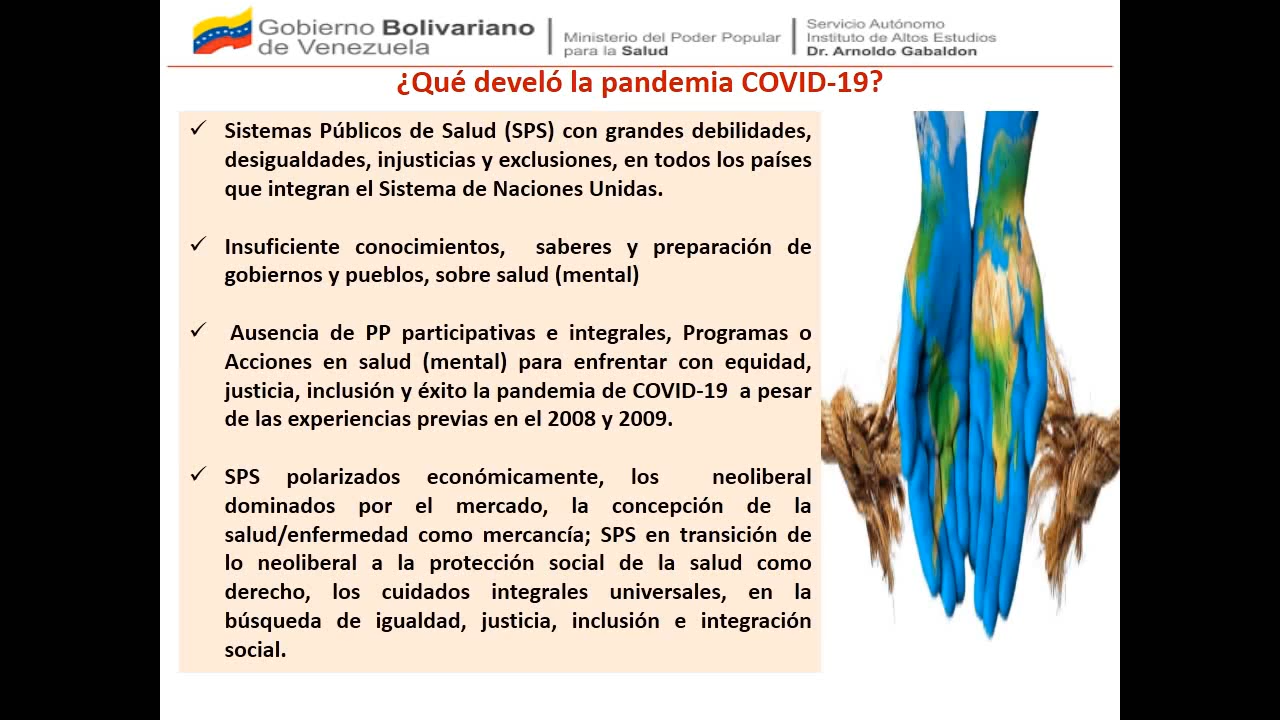 Gobierno Bolivariano
de Venezuela
Ministerio del Poder Popular
para la Salud
Servicio Autónomo
Instituto de Altos Estudios
Dr. Arnoldo Gabaldon
¿Qué develó la pandemia COVID-19?
✓ Sistemas Públicos de Salud (SPS) con grandes debilidades,
desigualdades, injusticias y exclusiones, en todos los países
que integran el Sistema de Naciones Unidas.
✓ Insuficiente conocimientos, saberes y preparación de
gobiernos y pueblos, sobre salud (mental)
✓ Ausencia de PP participativas e integrales, Programas o
Acciones en salud (mental) para enfrentar con equidad,
justicia, inclusión y éxito la pandemia de COVID-19 a pesar
de las experiencias previas en el 2008 y 2009.
✓ SPS polarizados económicamente, los neoliberal
dominados por el mercado, la concepción de la
salud/enfermedad como mercancía; SPS en transición de
lo neoliberal a la protección social de la salud como
derecho, los cuidados integrales universales, en la
búsqueda de igualdad, justicia, inclusión e integración
social.